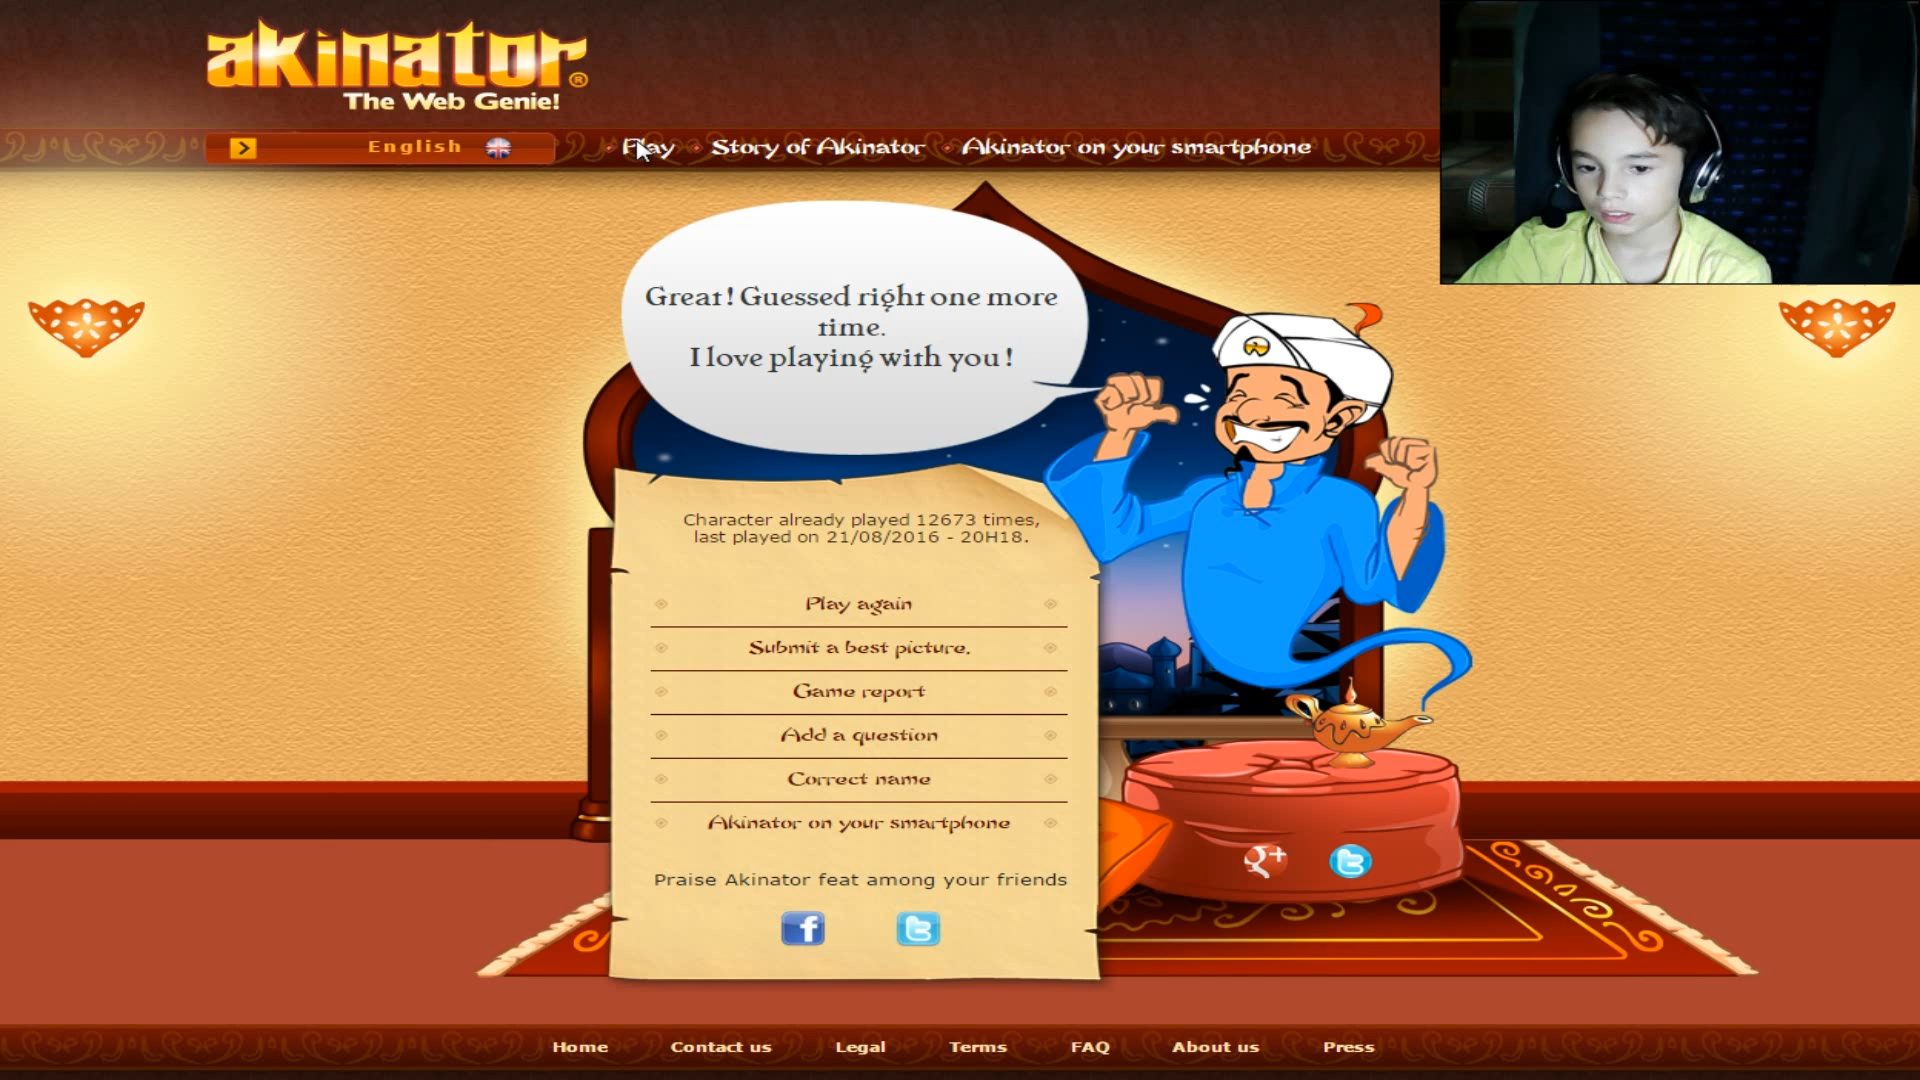 akinator®
The Web Genie!
English
Play
Story of Akinator
Akinator on your smartphone
Great! Guessed right one more
time.
I love playing with you!
Character already played 12673 times,
last played on 21/08/2016 - 20H18.
Play again
Submit a best picture.
Game report
Add a question
Correct name
Akinator on your smartphone
Praise Akinator feat among your friends
Home
Contact us
Legal
Terms
FAQ
About us
Press